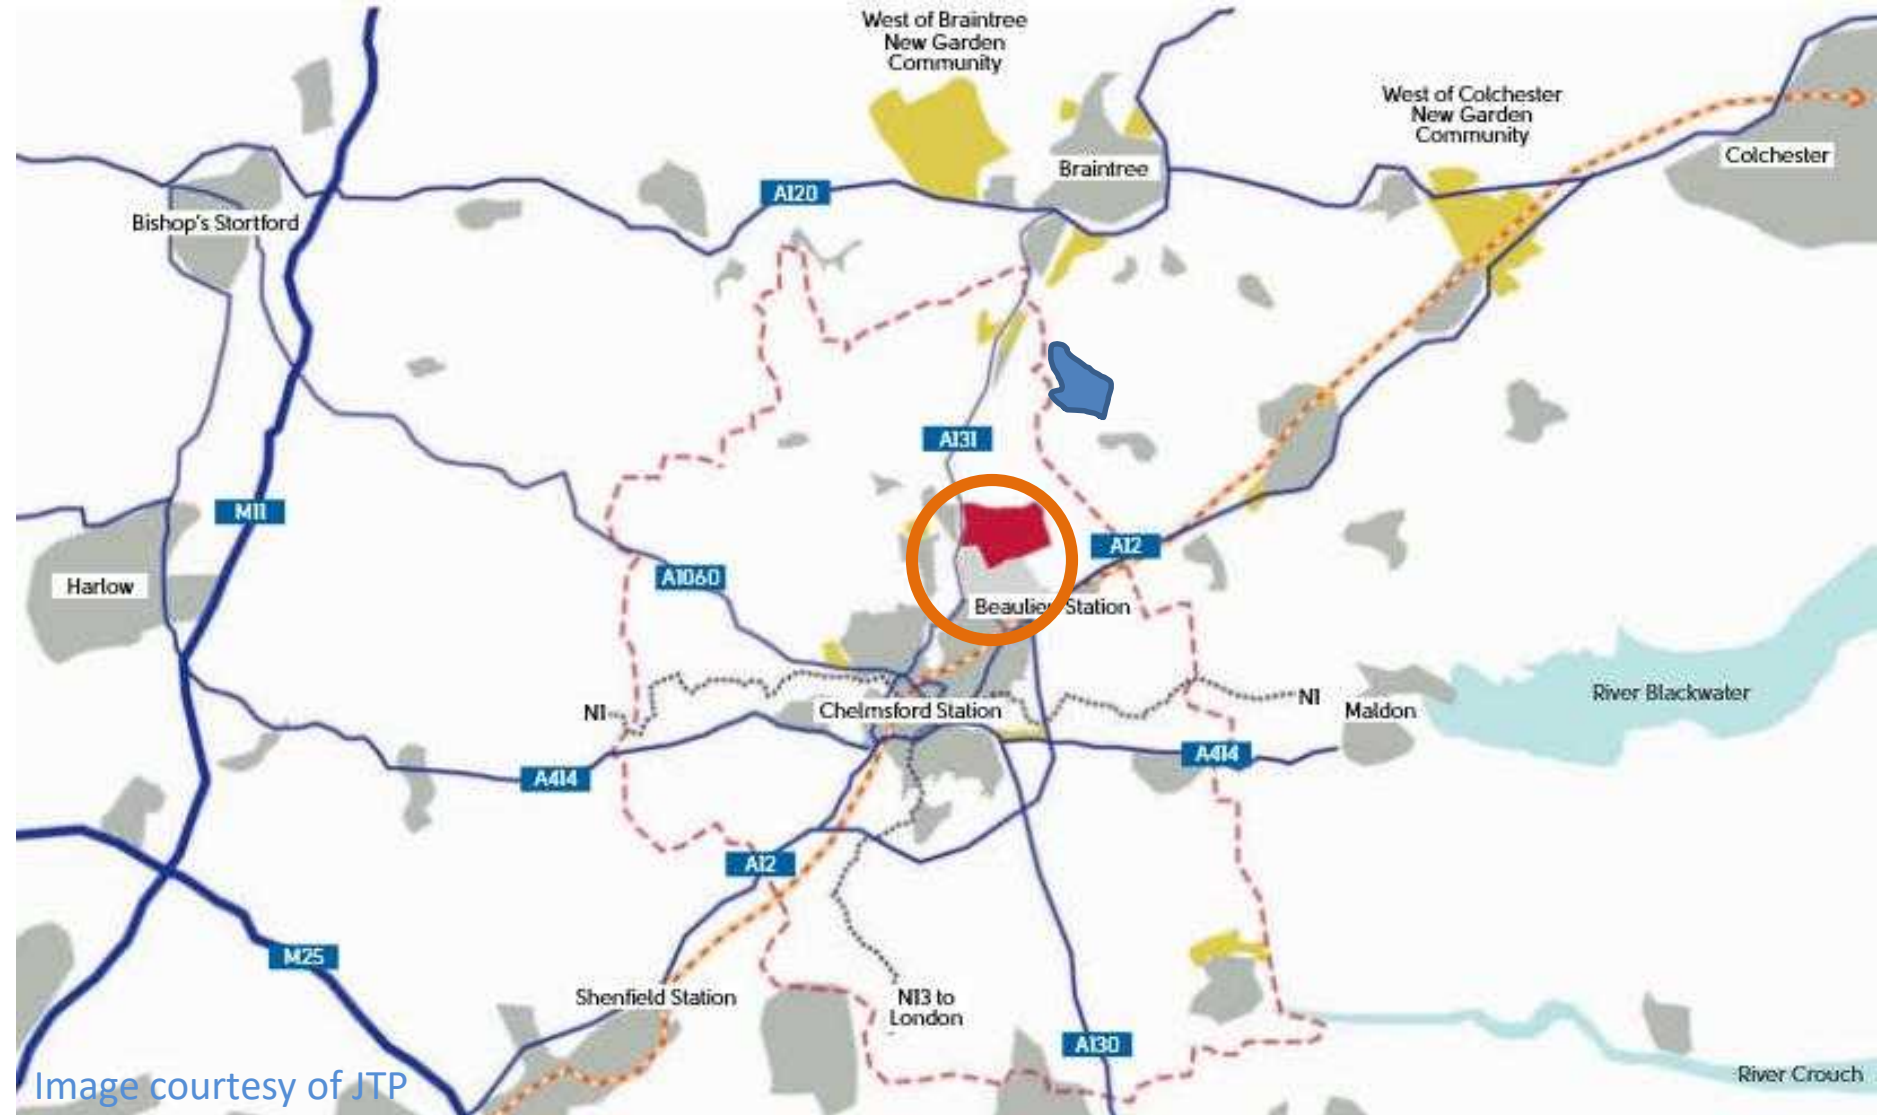 West of Braintree
New Garden
Community
West of Colchester
New Garden
Community
Colchester
Braintree
A120
Bishop's Stortford
A131
M11
A12
Harlow
A1060
Beaulieu Station
River Blackwater
N1
N1
Maldon
Chelmsford Station
A414
A414
A12
M25
Shenfield Station
N13 to
London
A130
River Crouch
Image courtesy of JTP